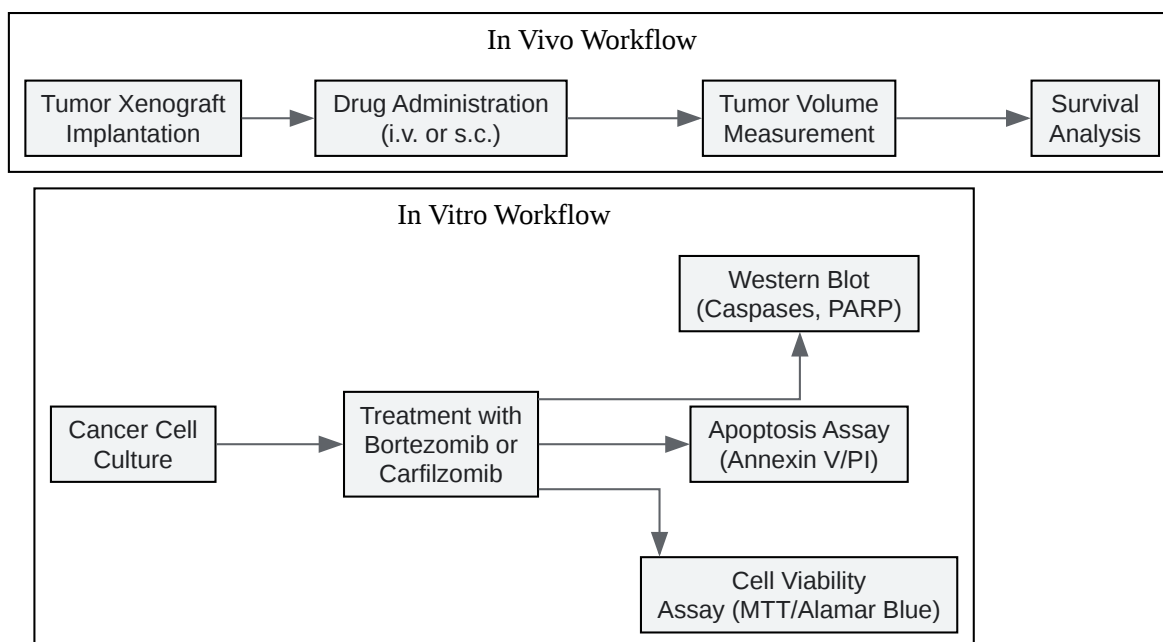 In Vivo Workflow
Tumor Xenograft
Implantation
Drug Administration
(i.v. or s.c.)
Tumor Volume
Measurement
Survival
Analysis
In Vitro Workflow
Western Blot
(Caspases, PARP)
Cancer Cell
Culture
Treatment with
Bortezomib or
Carfilzomib
Apoptosis Assay
(Annexin V/PI)
Cell Viability
Assay (MTT/Alamar Blue)